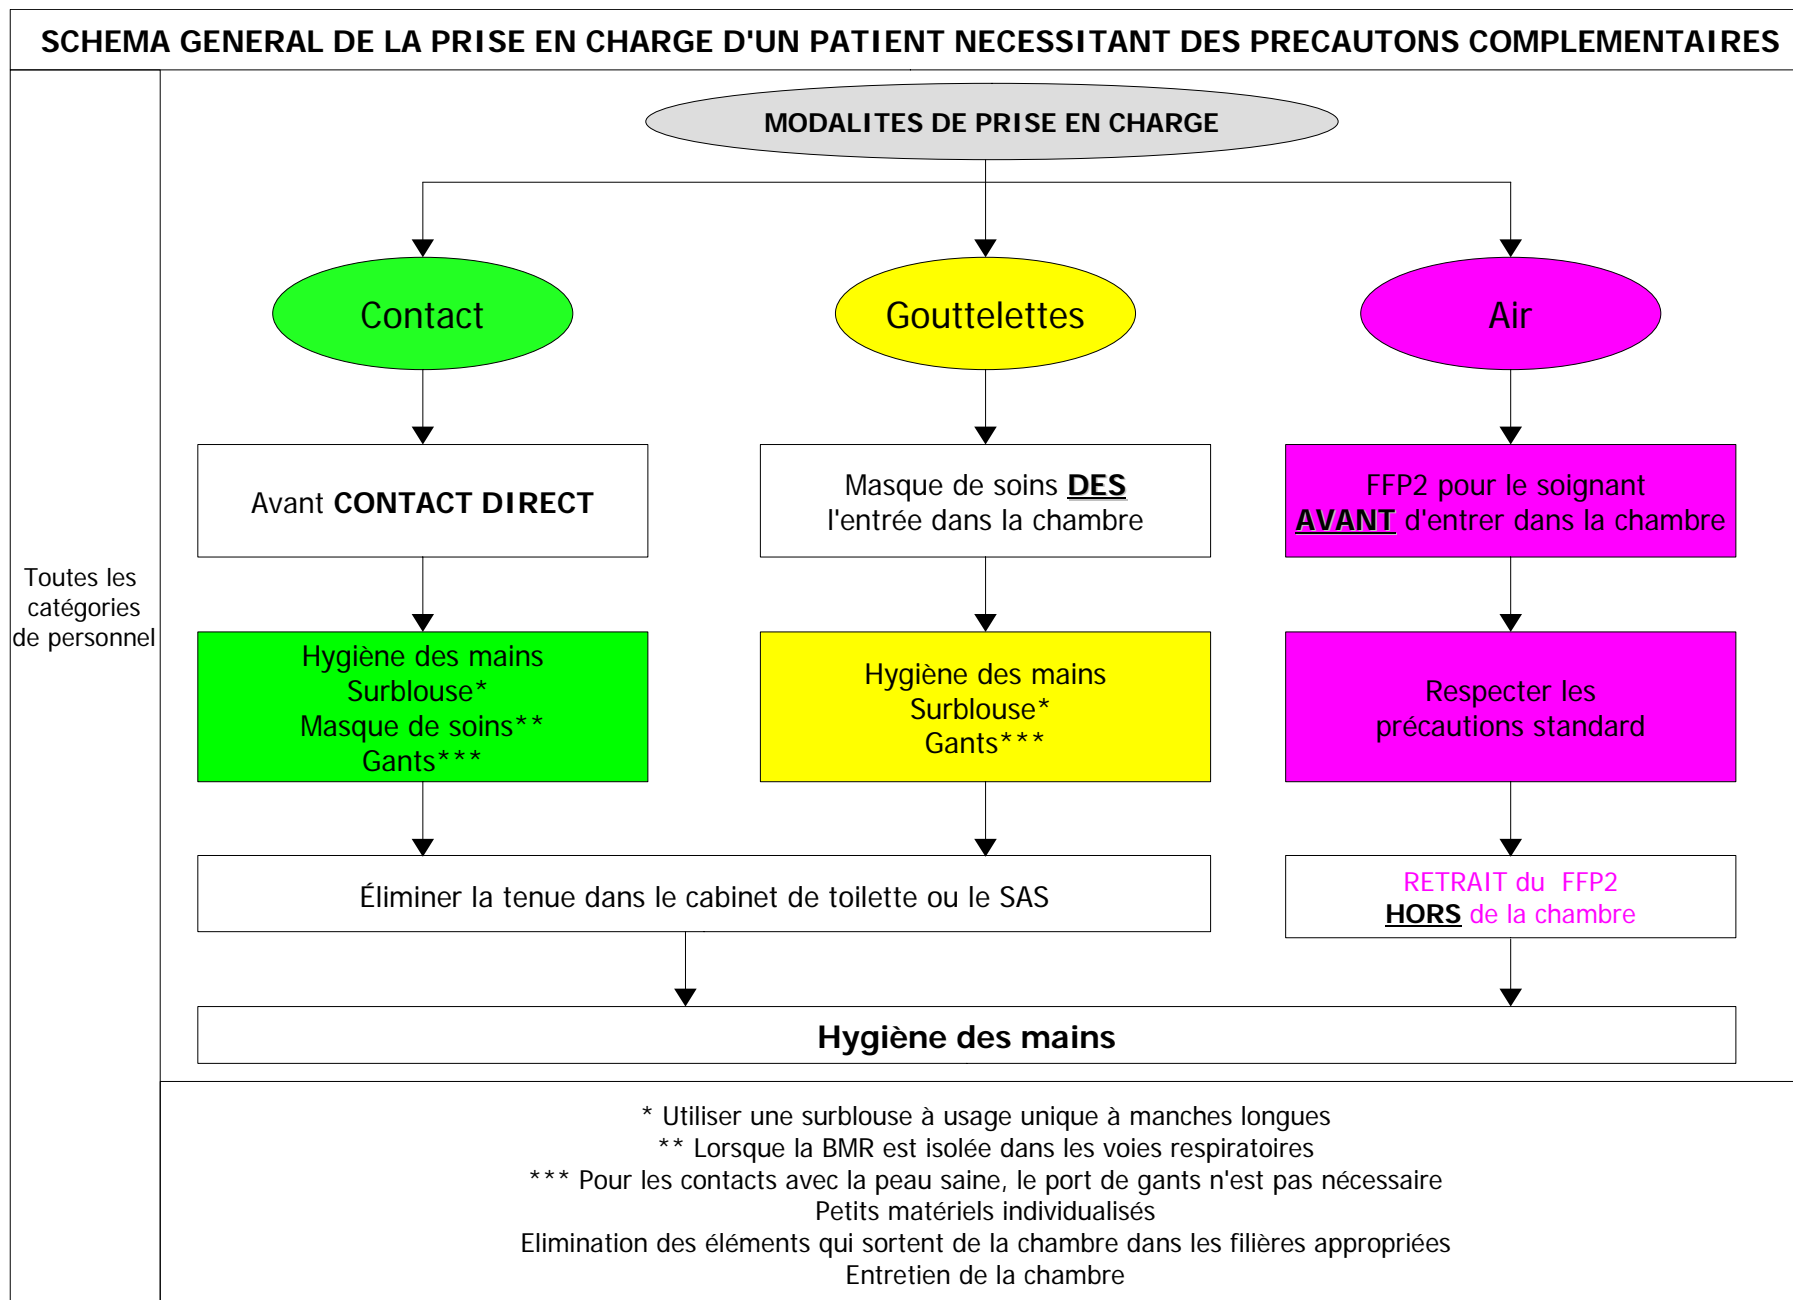 SCHEMA GENERAL DE LA PRISE EN CHARGE D'UN PATIENT NECESSITANT DES PRECAUTONS COMPLEMENTAIRES
MODALITES DE PRISE EN CHARGE
Toutes les
catégories
de personnel
Contact
Gouttelettes
Air
Avant CONTACT DIRECT
Masque de soins DES
l'entrée dans la chambre
FFP2 pour le soignant
AVANT d'entrer dans la chambre
Hygiène des mains
Surblouse*
Masque de soins**
Gants***
Hygiène des mains
Surblouse*
Gants***
Respecter les
précautions standard
Éliminer la tenue dans le cabinet de toilette ou le SAS
RETRAIT du FFP2
HORS de la chambre
Hygiène des mains
* Utiliser une surblouse à usage unique à manches longues
** Lorsque la BMR est isolée dans les voies respiratoires
*** Pour les contacts avec la peau saine, le port de gants n'est pas nécessaire
Petits matériels individualisés
Elimination des éléments qui sortent de la chambre dans les filières appropriées
Entretien de la chambre